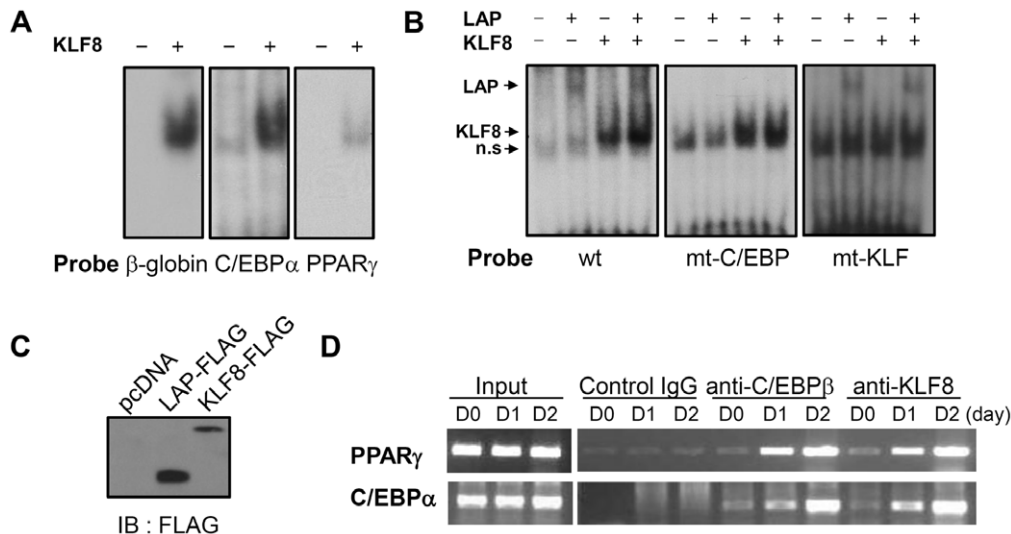 A
KLF8 – + – + – +
Probe β-globin C/EBPα PPARγ
B
LAP – + – + – + – + – + – +
KLF8 – – + + – – + + – – + +
LAP
KLF8
n.s
Probe wt mt-C/EBP mt-KLF
C
pcDNA
LAP-FLAG
KLF8-FLAG
IB : FLAG
D
Input Control IgG anti-C/EBPβ anti-KLF8
D0 D1 D2 D0 D1 D2 D0 D1 D2 D0 D1 D2 (day)
PPARγ
C/EBPα